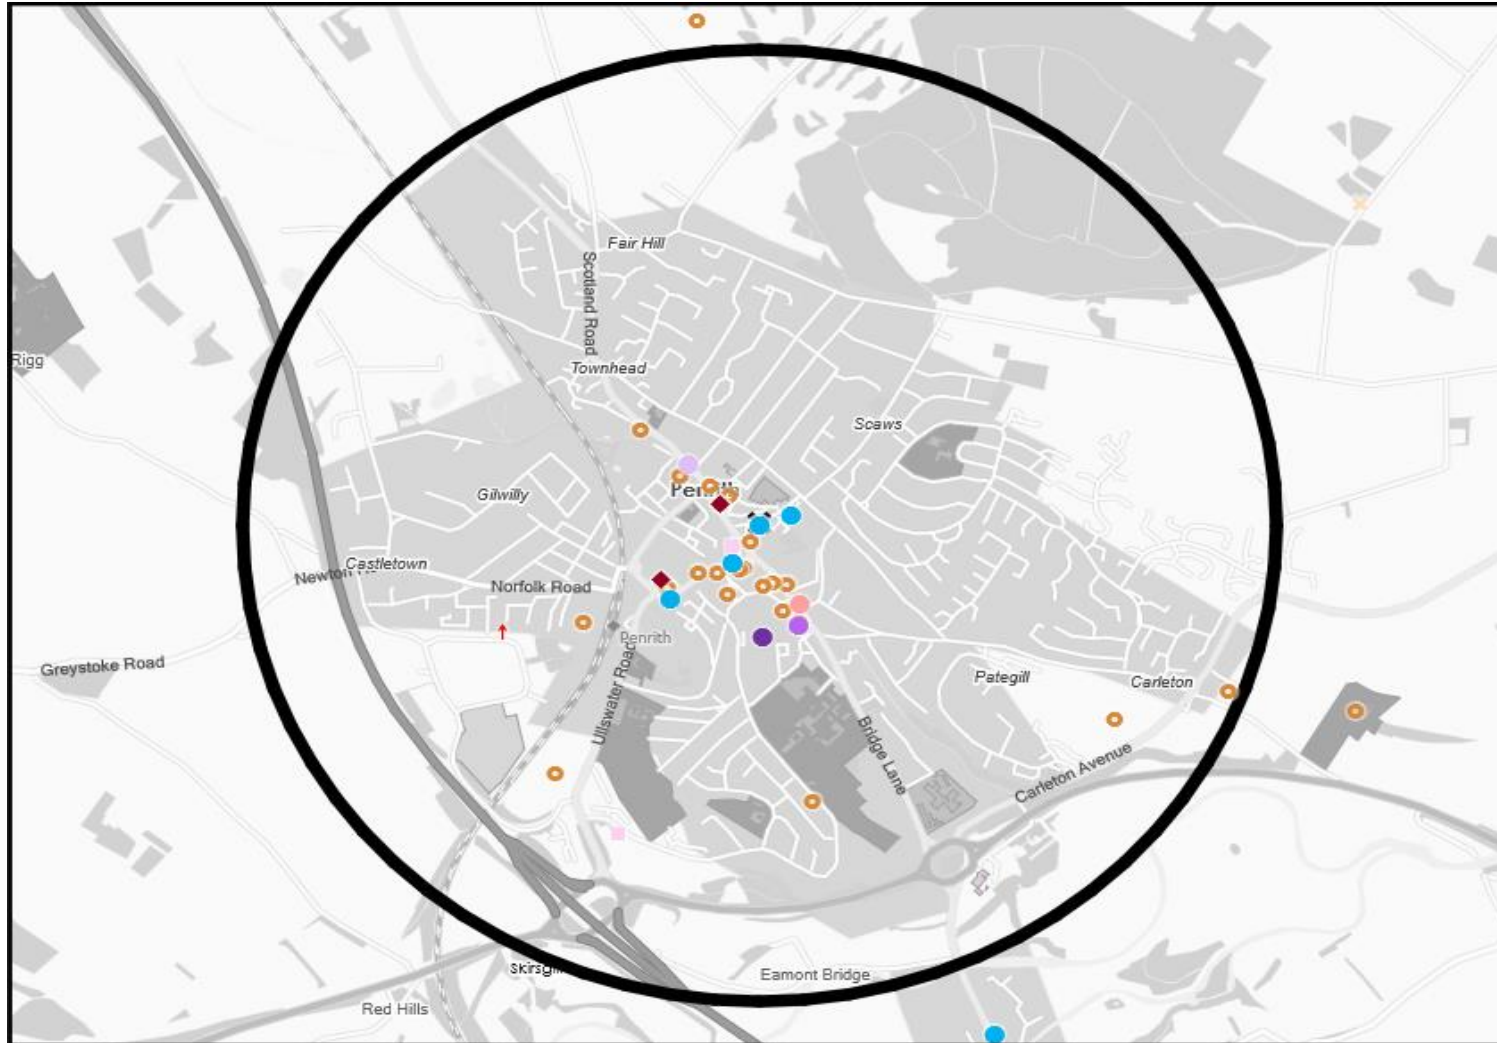 Fair Hill
Scotland Road
Rigg
Townhead
Scaws
Penrith
Gilwilly
Castletown
Newton
Norfolk Road
Penrith
Greystoke Road
Ullswater Road
Pategill
Carleton
Bridge Lane
Carleton Avenue
Eamont Bridge
Red Hills